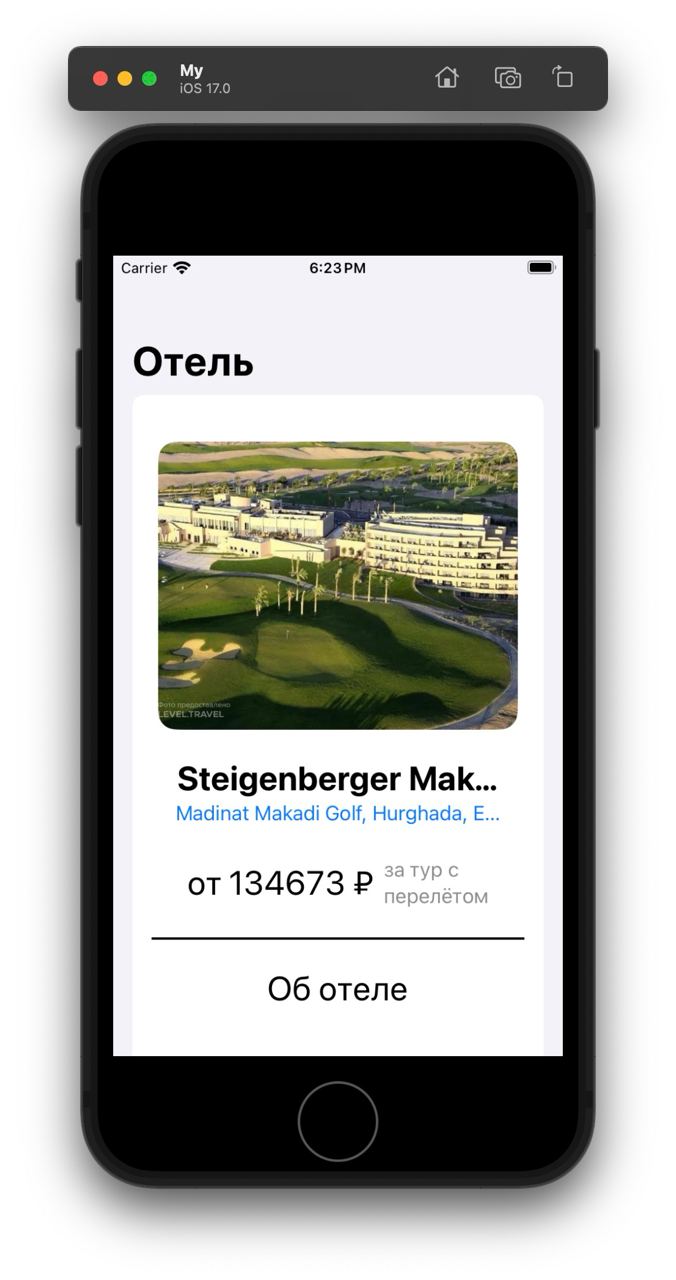 My
iOS 17.0
Carrier
6:23 PM
Отель
Фото предоставлено
LEVEL.TRAVEL
Steigenberger Mak...
Madinat Makadi Golf, Hurghada, E...
от 134673 ₽
за тур с
перелётом
Об отеле